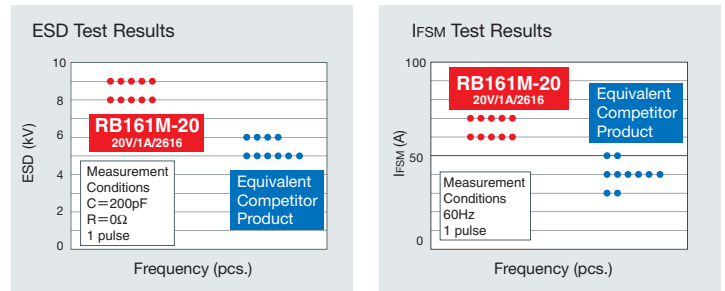 ESD Test Results
10
8
6
4
2
0
ESD (kV)
RB161M-20
20V/1A/2616
Measurement
Conditions
C=200pF
R=0Ω
1 pulse
Equivalent
Competitor
Product
Frequency (pcs.)
IFSM Test Results
100
50
0
IFSM (A)
RB161M-20
20V/1A/2616
Equivalent
Competitor
Product
Measurement
Conditions
60Hz
1 pulse
Frequency (pcs.)